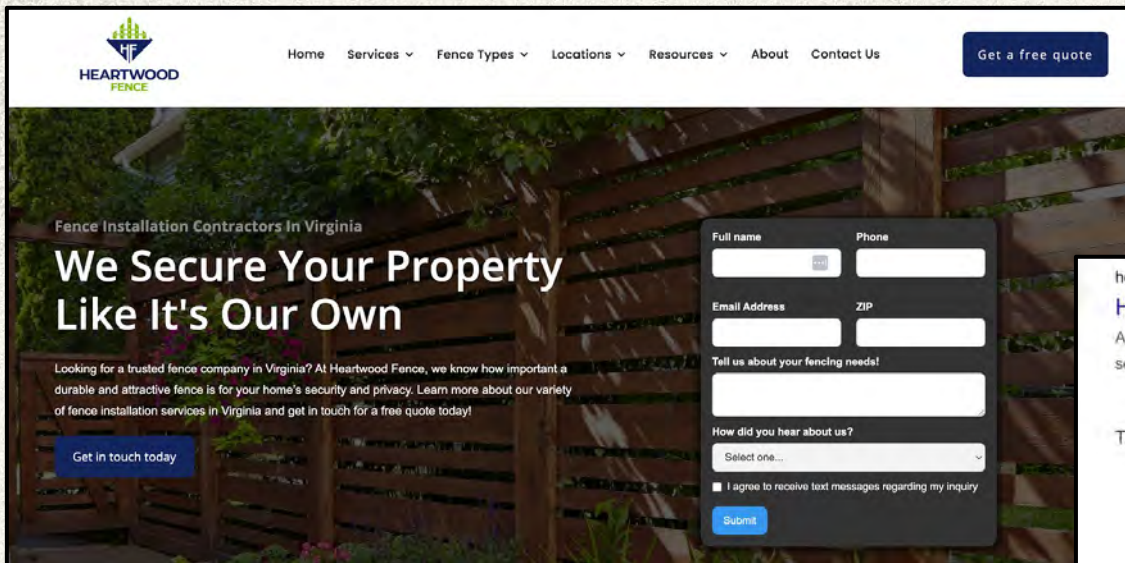 HF
HEARTWOOD
FENCE
Home Services Fence Types Locations Resources About Contact Us
Get a free quote
Fence Installation Contractors In Virginia
We Secure Your Property
Like It's Our Own
Looking for a trusted fence company in Virginia? At Heartwood Fence, we know how important a
durable and attractive fence is for your home's security and privacy. Learn more about our variety
of fence installation services in Virginia and get in touch for a free quote today!
Get in touch today
Full name Phone
Email Address ZIP
Tell us about your fencing needs!
How did you hear about us?
Select one...
I agree to receive text messages regarding my inquiry
Submit